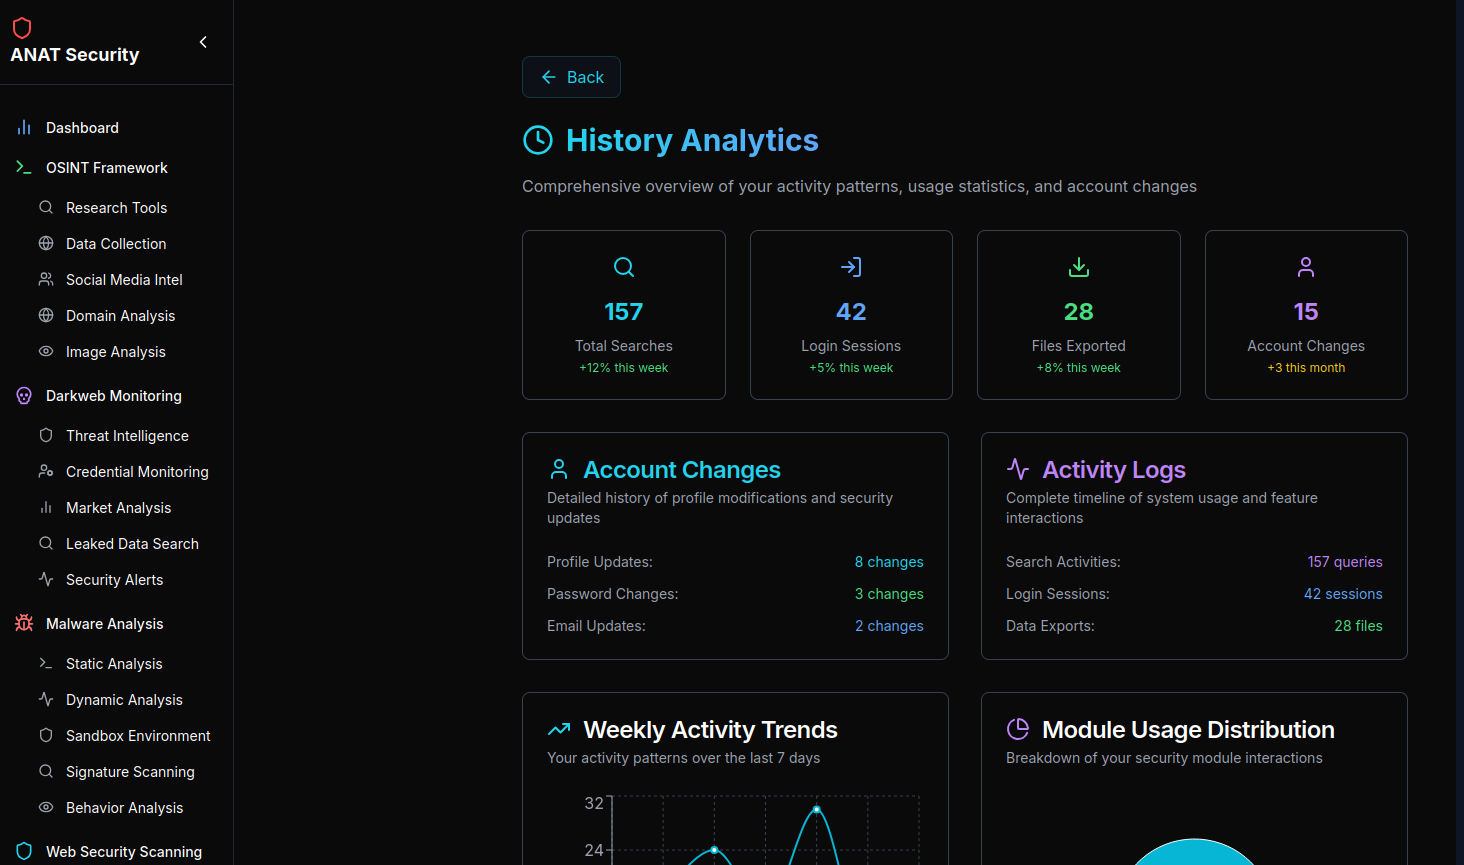 ANAT Security
Dashboard
OSINT Framework
Research Tools
Data Collection
Social Media Intel
Domain Analysis
Image Analysis
Darkweb Monitoring
Threat Intelligence
Credential Monitoring
Market Analysis
Leaked Data Search
Security Alerts
Malware Analysis
Static Analysis
Dynamic Analysis
Sandbox Environment
Signature Scanning
Behavior Analysis
Web Security Scanning
Back
History Analytics
Comprehensive overview of your activity patterns, usage statistics, and account changes
157
Total Searches
+12% this week
42
Login Sessions
+5% this week
28
Files Exported
+8% this week
15
Account Changes
+3 this month
Account Changes
Detailed history of profile modifications and security
updates
Profile Updates: 8 changes
Password Changes: 3 changes
Email Updates: 2 changes
Activity Logs
Complete timeline of system usage and feature
interactions
Search Activities: 157 queries
Login Sessions: 42 sessions
Data Exports: 28 files
Weekly Activity Trends
Your activity patterns over the last 7 days
32
24
Module Usage Distribution
Breakdown of your security module interactions